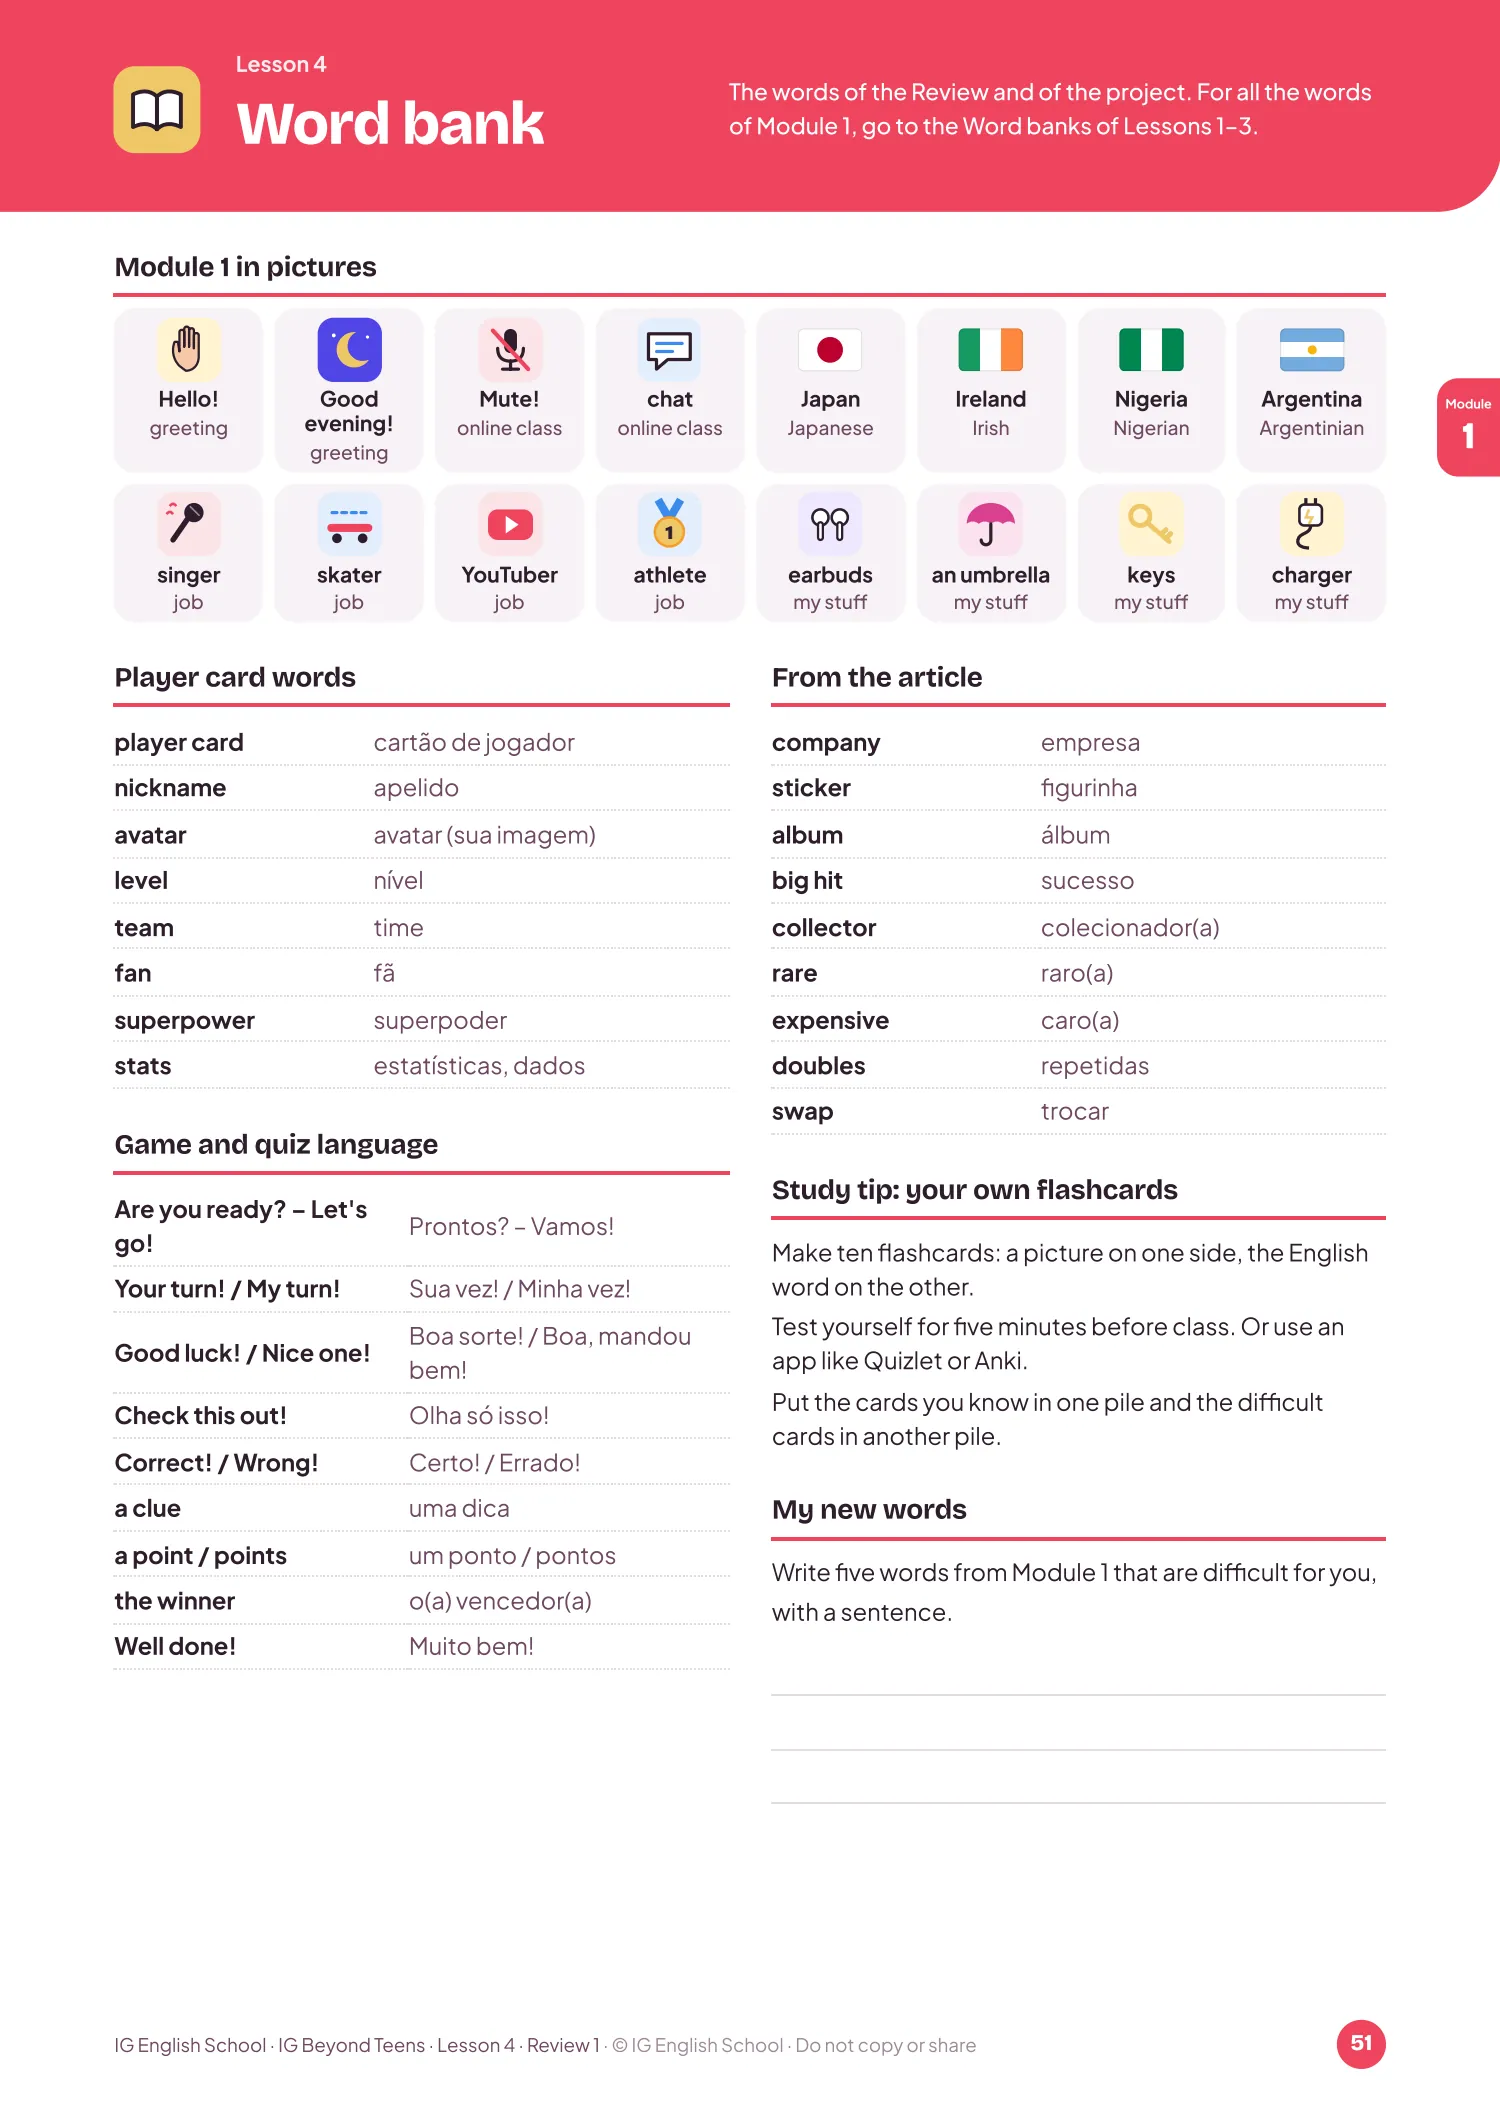 Lesson 4
Word bank
The words of the Review and of the project. For all the words
of Module 1, go to the Word banks of Lessons 1–3.
Module
1
Module 1 in pictures
Hello!
greeting
Good
evening!
greeting
Mute!
online class
chat
online class
Japan
Japanese
Ireland
Irish
Nigeria
Nigerian
Argentina
Argentinian
singer
job
skater
job
YouTuber
job
1
athlete
job
earbuds
my stuff
an umbrella
my stuff
keys
my stuff
charger
my stuff
Player card words
player card cartão de jogador
nickname apelido
avatar avatar (sua imagem)
level nível
team time
fan fã
superpower superpoder
stats estatísticas, dados
Game and quiz language
Are you ready? – Let's
go!
Prontos? – Vamos!
Your turn! / My turn! Sua vez! / Minha vez!
Good luck! / Nice one!
Boa sorte! / Boa, mandou
bem!
Check this out! Olha só isso!
Correct! / Wrong! Certo! / Errado!
a clue uma dica
a point / points um ponto / pontos
the winner o(a) vencedor(a)
Well done! Muito bem!
From the article
company empresa
sticker figurinha
album álbum
big hit sucesso
collector colecionador(a)
rare raro(a)
expensive caro(a)
doubles repetidas
swap trocar
Study tip: your own flashcards
Make ten flashcards: a picture on one side, the English
word on the other.
Test yourself for five minutes before class. Or use an
app like Quizlet or Anki.
Put the cards you know in one pile and the difficult
cards in another pile.
My new words
Write five words from Module 1 that are difficult for you,
with a sentence.
IG English School · IG Beyond Teens · Lesson 4 · Review 1 · © IG English School · Do not copy or share
51